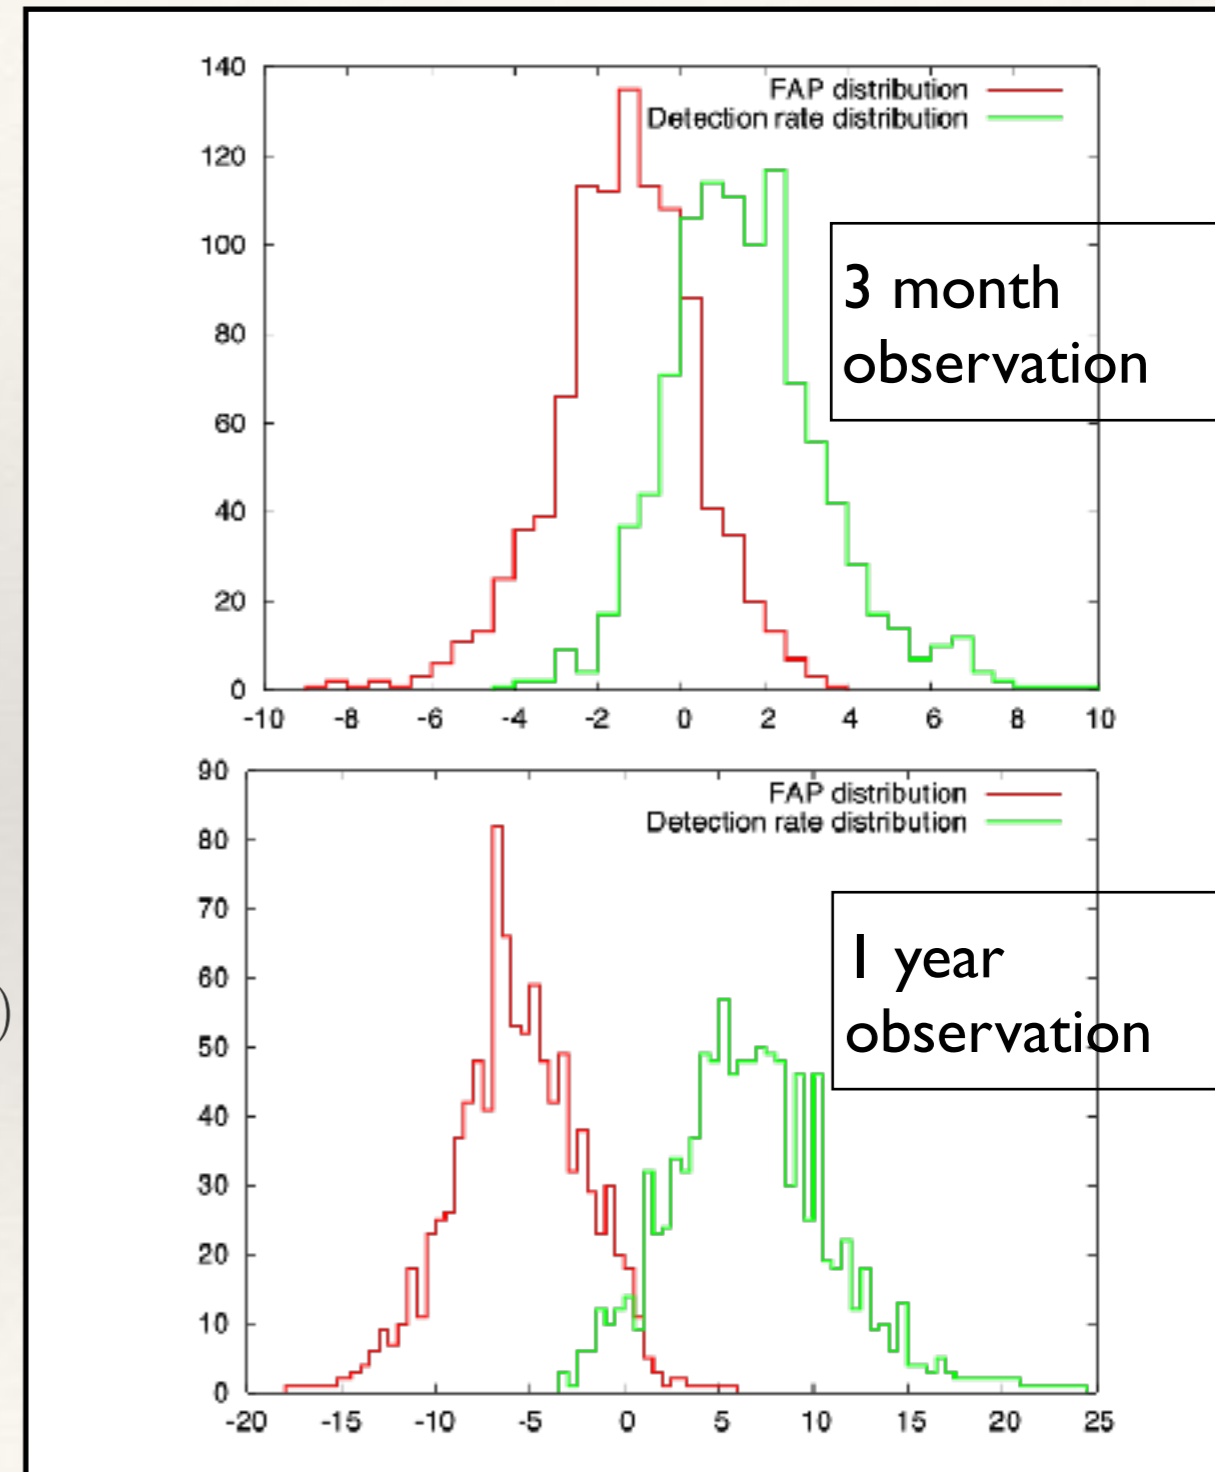 140
FAP distribution
Detection rate distribution
120
100
80
60
40
20
0
-10 -8 -6 -4 -2 0 2 4 6 8 10
3 month
observation
90
FAP distribution
Detection rate distribution
80
70
60
50
40
30
20
10
0
-20 -15 -10 -5 0 5 10 15 20 25
1 year
observation
)